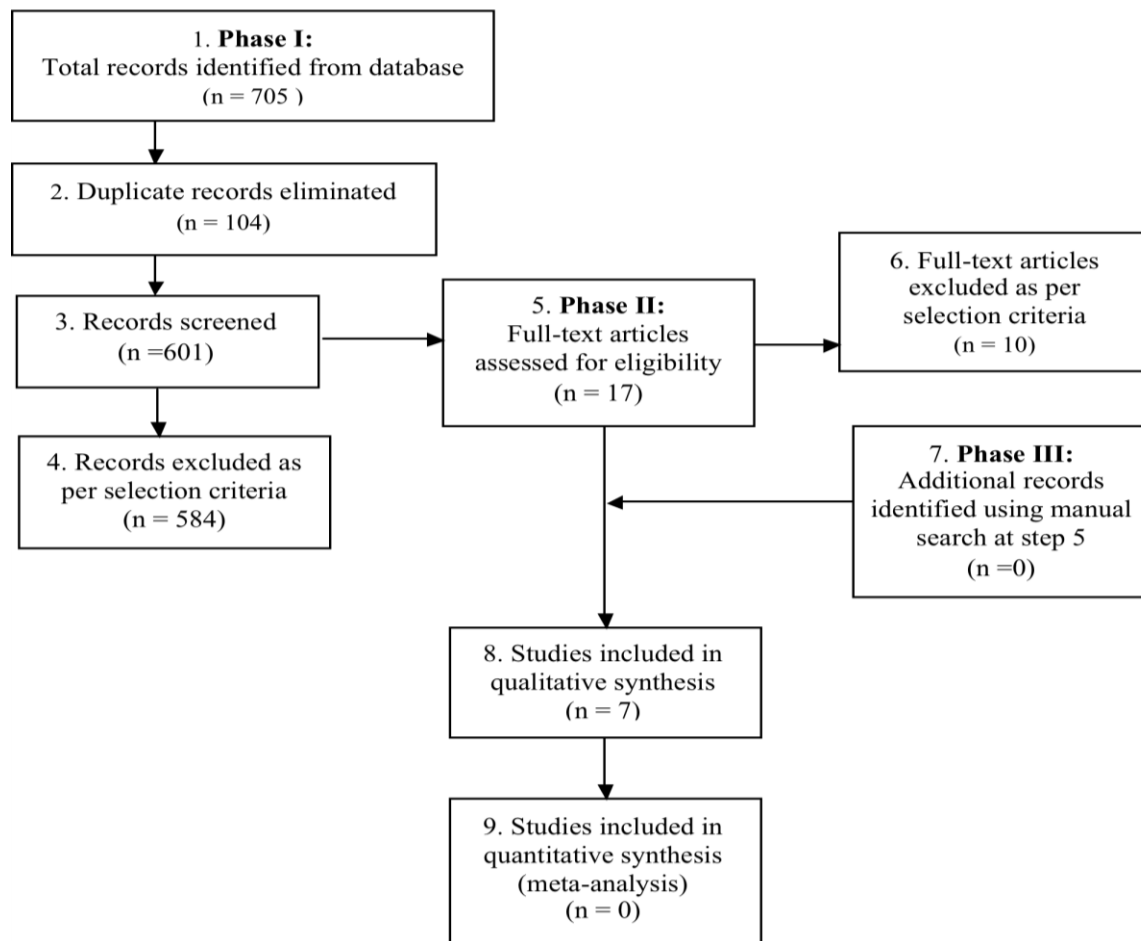 1. Phase I:
Total records identified from database
(n = 705 )
2. Duplicate records eliminated
(n = 104)
3. Records screened
(n =601)
4. Records excluded as
per selection criteria
(n = 584)
5. Phase II:
Full-text articles
assessed for eligibility
(n = 17)
6. Full-text articles
excluded as per
selection criteria
(n = 10)
7. Phase III:
Additional records
identified using manual
search at step 5
(n =0)
8. Studies included in
qualitative synthesis
(n = 7)
9. Studies included in
quantitative synthesis
(meta-analysis)
(n = 0)